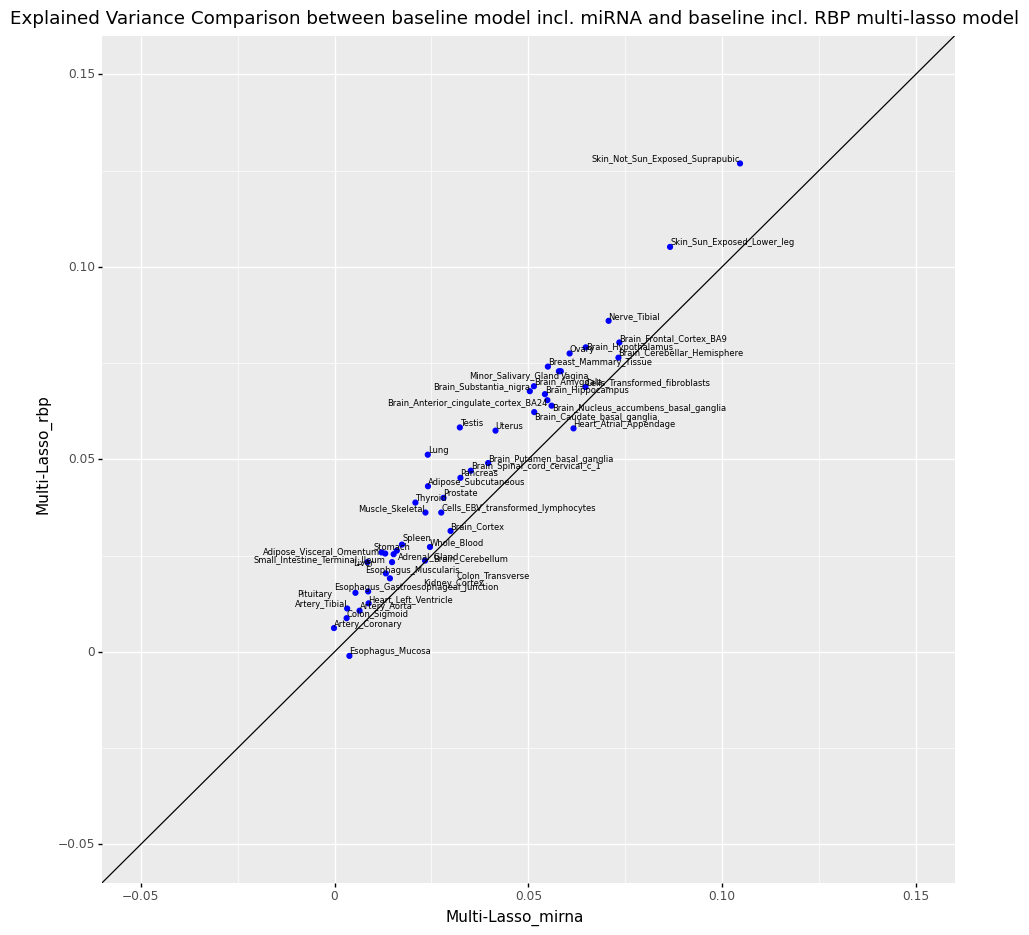 Explained Variance Comparison between baseline model incl. miRNA and baseline incl. RBP multi-lasso model
0.15
0.10
0.05
0
−0.05
Multi-Lasso_rbp
Skin_Not_Sun_Exposed_Suprapubic
Skin_Sun_Exposed_Lower_leg
Nerve_Tibial
Brain_Frontal_Cortex_BA9
Brain_Hypothalamus
Ovary
Brain_Cerebellar_Hemisphere
Breast_Mammary_Tissue
Minor_Salivary_Gland
Vagina
Brain_Amygdala
Cells_Transformed_fibroblasts
Brain_Substantia_nigra
Brain_Hippocampus
Brain_Anterior_cingulate_cortex_BA24
Brain_Nucleus_accumbens_basal_ganglia
Brain_Caudate_basal_ganglia
Heart_Atrial_Appendage
Testis
Uterus
Lung
Brain_Putamen_basal_ganglia
Brain_Spinal_cord_cervical_c_1
Pancreas
Adipose_Subcutaneous
Prostate
Thyroid
Muscle_Skeletal
Cells_EBV_transformed_lymphocytes
Brain_Cortex
Spleen
Whole_Blood
Stomach
Adipose_Visceral_Omentum
Adrenal_Gland
Brain_Cerebellum
Small_Intestine_Terminal_Ileum
Liver
Esophagus_Muscularis
Colon_Transverse
Kidney_Cortex
Esophagus_Gastroesophageal_Junction
Pituitary
Heart_Left_Ventricle
Artery_Tibial
Artery_Aorta
Colon_Sigmoid
Artery_Coronary
Esophagus_Mucosa
−0.05
0
0.05
0.10
0.15
Multi-Lasso_mirna